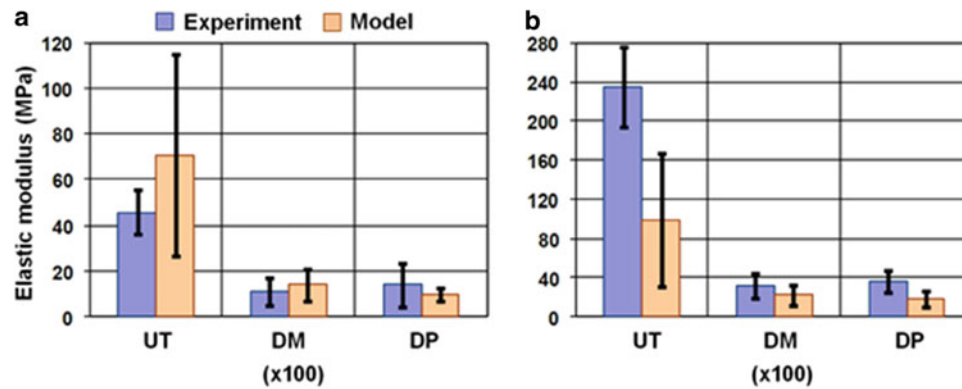 a
Experiment Model
b
Elastic modulus (MPa)
120
100
80
60
40
20
0
UT DM DP
(x100)
280
240
200
160
120
80
40
0
UT DM DP
(x100)